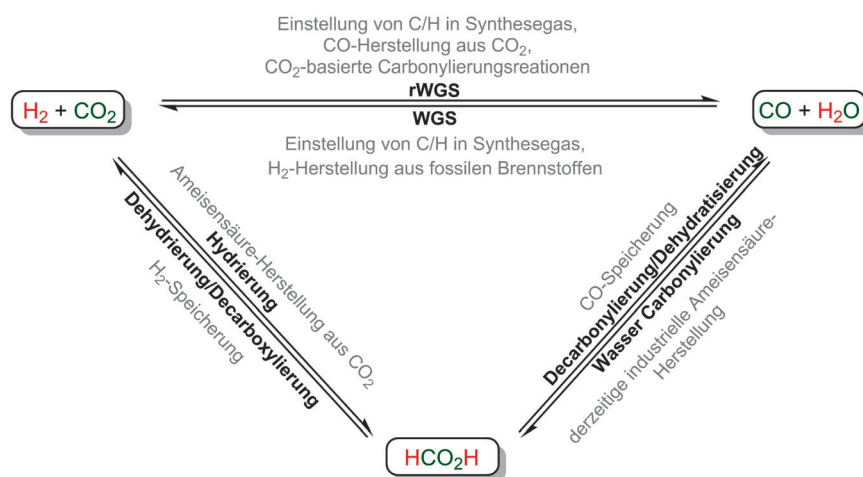 Einstellung von C/H in Synthesegas,
CO-Herstellung aus CO₂,
CO₂-basierte Carbonylierungsreationen
rWGS
H₂ + CO₂
CO + H₂O
WGS
Einstellung von C/H in Synthesegas,
H₂-Herstellung aus fossilen Brennstoffen
Ameisensäure-Herstellung aus CO₂
Hydrierung
Dehydrierung/Decarboxylierung
H₂-Speicherung
CO-Speicherung
Decarbonylierung/Dehydratisierung
Wasser Carbonylierung
derzeitige industrielle Ameisensäure-
Herstellung
HCO₂H